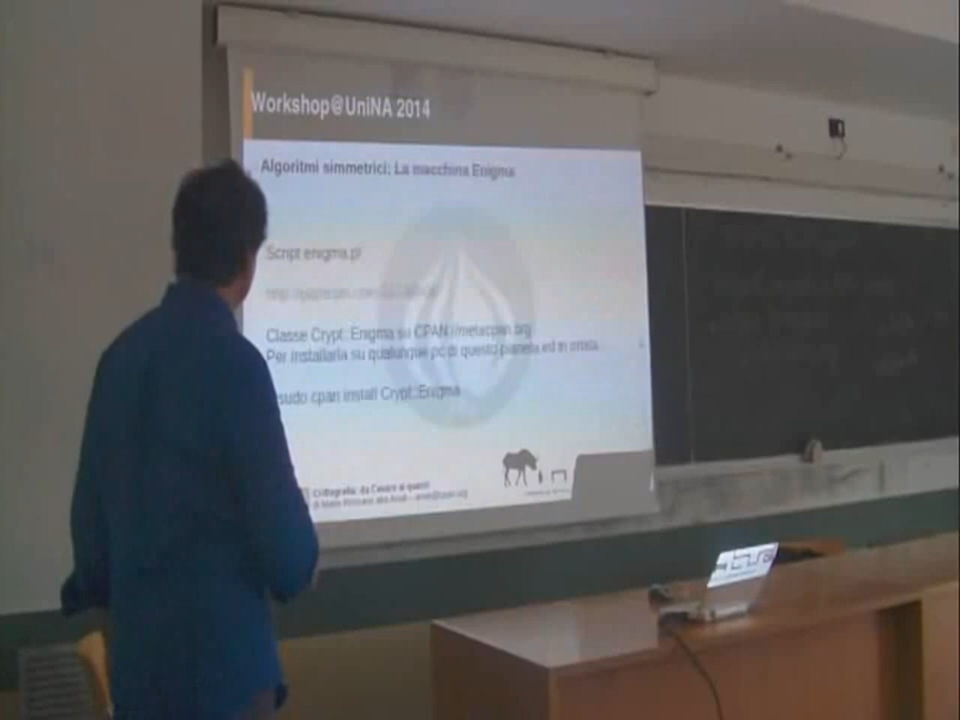 Workshop@UniNA 2014
Algoritmi simmetrici: La macchina Enigma
Script enigma.pl
Classe Crypt::Enigma su CPAN /metacpan.org
Per installarla su qualunque pc di questo pianeta ed in orbita
sudo cpan install Crypt::Enigma
Crittografia: da Cesare ai quanti